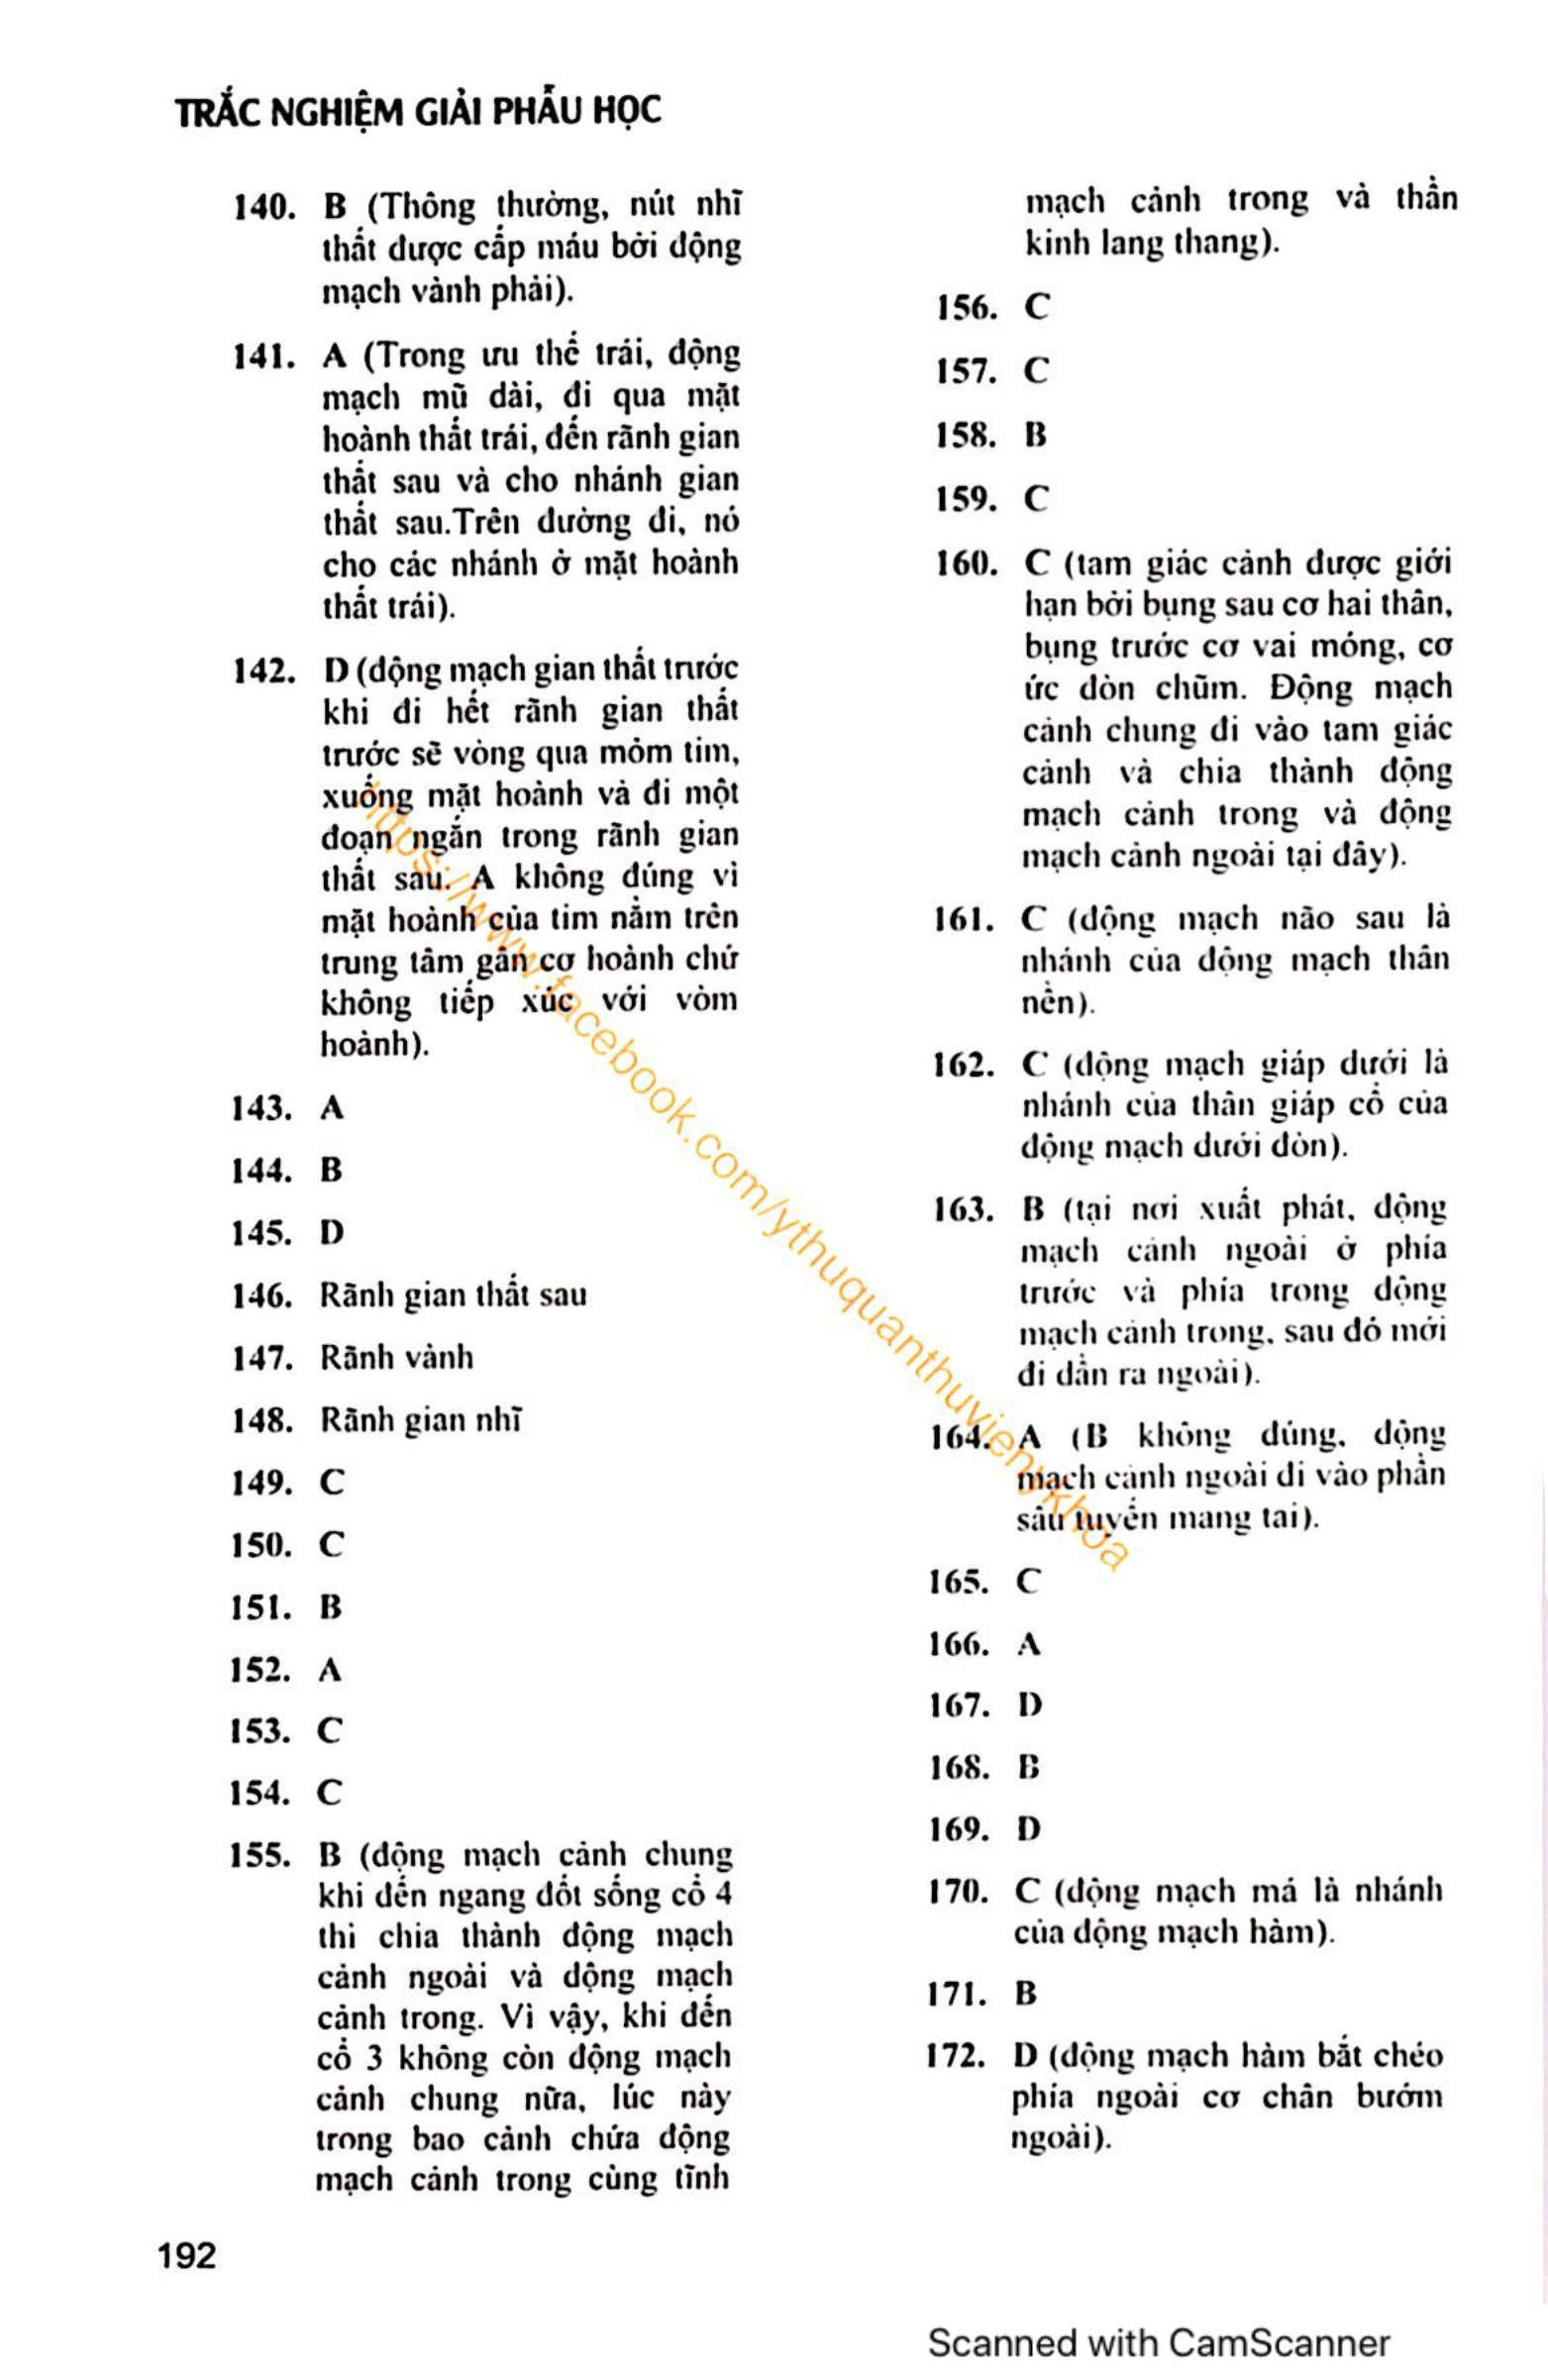 TRẮC NGHIỆM GIẢI PHẪU HỌC
140. B (Thông thường, nút nhĩ
thất được cấp máu bởi động
mạch vành phải).
141. A (Trong ưu thế trái, động
mạch mũ dài, đi qua mặt
hoành thất trái, đến rãnh gian
thất sau và cho nhánh gian
thất sau.Trên đường đi, nó
cho các nhánh ở mặt hoành
thất trái).
142. D (động mạch gian thất trước
khi đi hết rãnh gian thất
trước sẽ vòng qua mỏm tim,
xuống mặt hoành và đi một
đoạn ngắn trong rãnh gian
thất sau. A không đúng vì
mặt hoành của tim nằm trên
trung tâm gân cơ hoành chứ
không tiếp xúc với vòm
hoành).
143. A
144. B
145. D
146. Rãnh gian thất sau
147. Rãnh vành
148. Rãnh gian nhĩ
149. C
150. C
151. B
152. A
153. C
154. C
155. B (động mạch cảnh chung
khi đến ngang đốt sống cổ 4
thì chia thành động mạch
cảnh ngoài và động mạch
cảnh trong. Vì vậy, khi đến
cổ 3 không còn động mạch
cảnh chung nữa, lúc này
trong bao cảnh chứa động
mạch cảnh trong cùng tĩnh
mạch cảnh trong và thần
kinh lang thang).
156. C
157. C
158. B
159. C
160. C (tam giác cảnh được giới
hạn bởi bụng sau cơ hai thân,
bụng trước cơ vai móng, cơ
ức đòn chũm. Động mạch
cảnh chung đi vào tam giác
cảnh và chia thành động
mạch cảnh trong và động
mạch cảnh ngoài tại đây).
161. C (động mạch não sau là
nhánh của động mạch thân
nền).
162. C (động mạch giáp dưới là
nhánh của thân giáp cổ của
động mạch dưới đòn).
163. B (tại nơi xuất phát, động
mạch cảnh ngoài ở phía
trước và phía trong động
mạch cảnh trong, sau đó mới
đi dần ra ngoài).
164. A (B không đúng, động
mạch cảnh ngoài đi vào phần
sâu tuyến mang tai).
165. C
166. A
167. D
168. B
169. D
170. C (động mạch má là nhánh
của động mạch hàm).
171. B
172. D (động mạch hàm bắt chéo
phía ngoài cơ chân bướm
ngoài).
https://www.facebook.com/ythuquanthuvienykhoa
192
Scanned with CamScanner